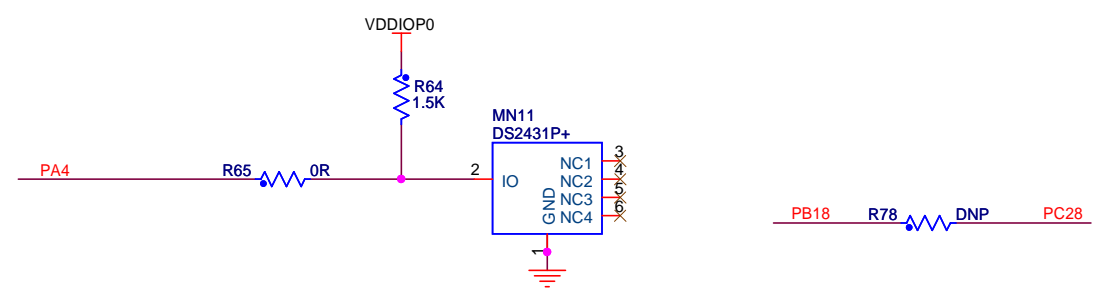 VDDIOP0
R64
1.5K
MN11
DS2431P+
PA4
R65
0R
2
IO
GND
NC1
3
NC2
4
NC3
5
NC4
6
1
PB18
R78
DNP
PC28